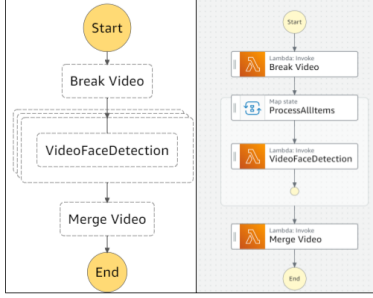 Start
Break Video
VideoFaceDetection
Merge Video
End
Start
Lambda: Invoke
Break Video
Map state
ProcessAllItems
Lambda: Invoke
VideoFaceDetection
Lambda: Invoke
Merge Video
End